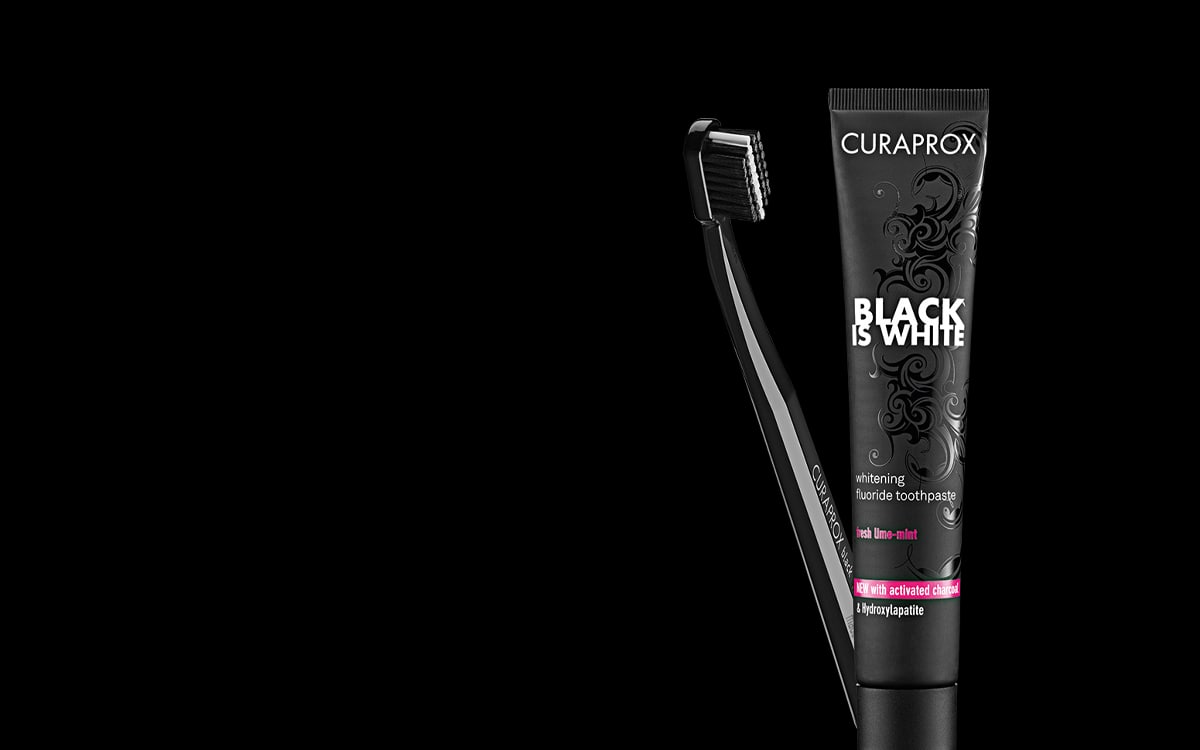 CURAPROX
BLACK
IS WHITE
whitening
fluoride toothpaste
fresh lime-mint
NEW with activated charcoal
& Hydroxylapatite
CURAPROX black